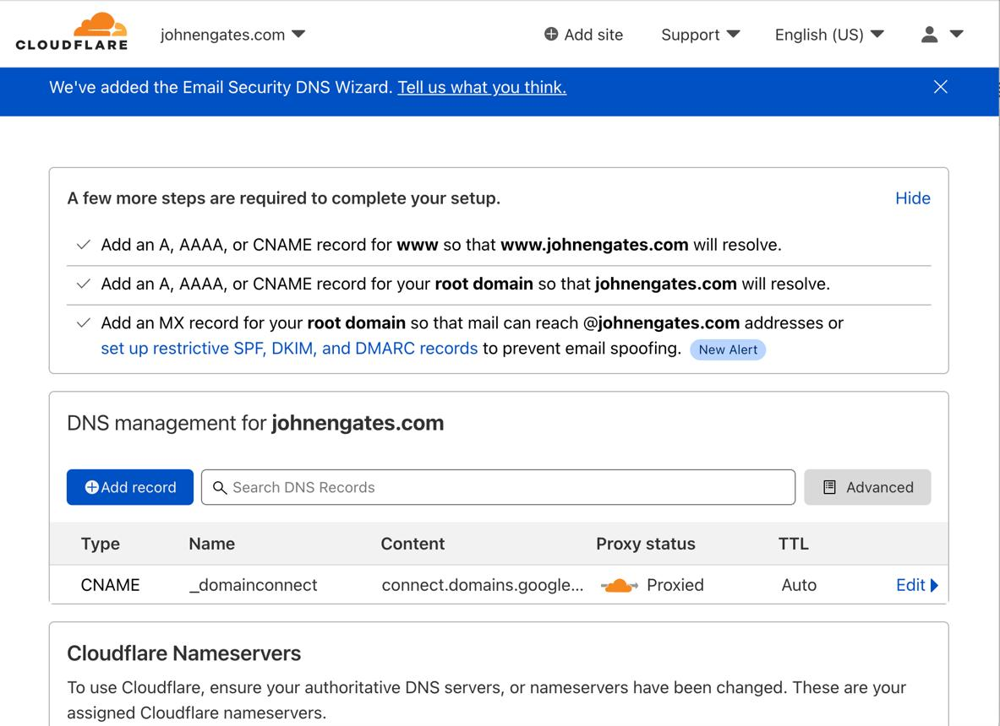 CLOUDFLARE
johnengates.com
Add site
Support
English (US)
We've added the Email Security DNS Wizard. Tell us what you think.
A few more steps are required to complete your setup.
Hide
Add an A, AAAA, or CNAME record for www so that www.johnengates.com will resolve.
Add an A, AAAA, or CNAME record for your root domain so that johnengates.com will resolve.
Add an MX record for your root domain so that mail can reach @johnengates.com addresses or
set up restrictive SPF, DKIM, and DMARC records to prevent email spoofing. New Alert
DNS management for johnengates.com
Add record
Search DNS Records
Advanced
Type Name Content Proxy status TTL
CNAME _domainconnect connect.domains.google... Proxied Auto Edit
Cloudflare Nameservers
To use Cloudflare, ensure your authoritative DNS servers, or nameservers have been changed. These are your
assigned Cloudflare nameservers.